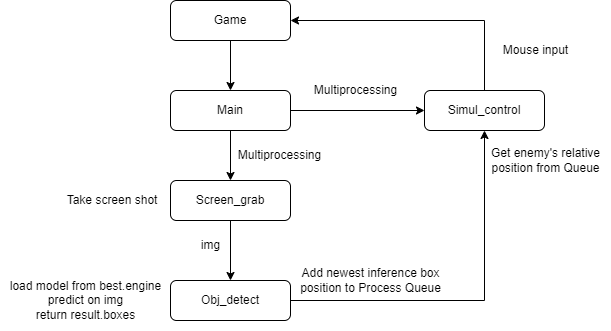 Game
Mouse input
Multiprocessing
Main
Simul_control
Multiprocessing
Get enemy's relative
position from Queue
Take screen shot
Screen_grab
img
load model from best.engine
predict on img
return result.boxes
Obj_detect
Add newest inference box
position to Process Queue